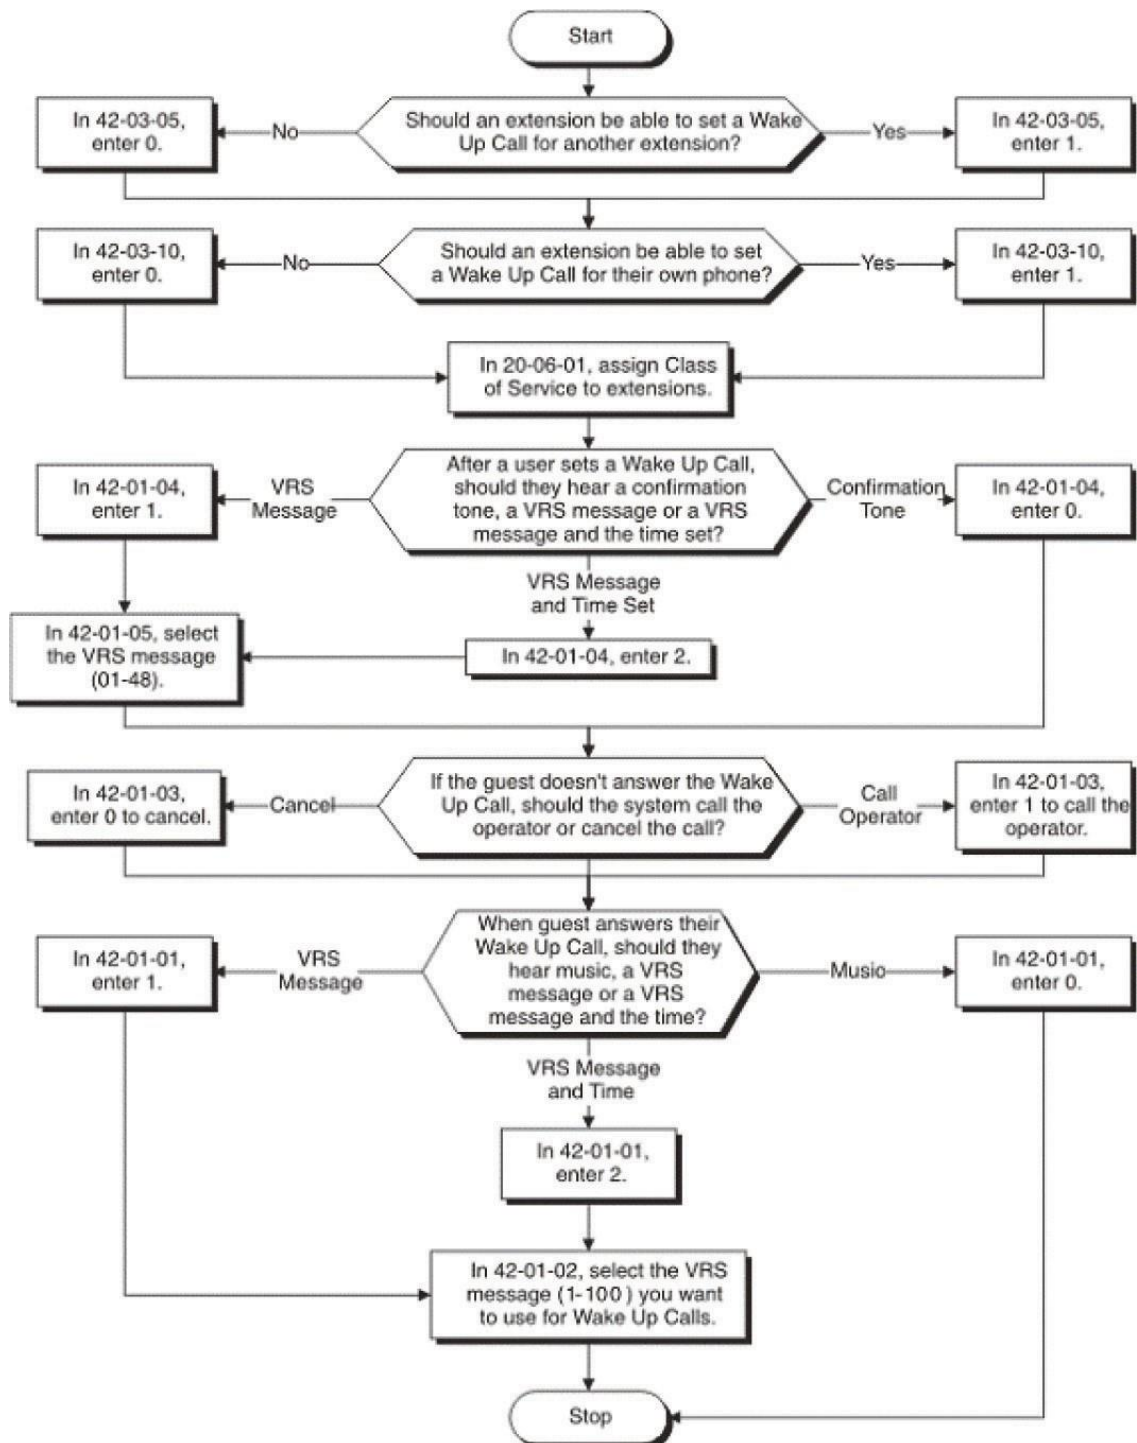 Start
Should an extension be able to set a Wake
Up Call for another extension?
No
In 42-03-05,
enter 0.
Yes
In 42-03-05,
enter 1.
Should an extension be able to set
a Wake Up Call for their own phone?
No
In 42-03-10,
enter 0.
Yes
In 42-03-10,
enter 1.
In 20-06-01, assign Class
of Service to extensions.
After a user sets a Wake Up Call,
should they hear a confirmation
tone, a VRS message or a VRS
message and the time set?
VRS
Message
In 42-01-04,
enter 1.
Confirmation
Tone
In 42-01-04,
enter 0.
VRS Message
and Time Set
In 42-01-04, enter 2.
In 42-01-05, select
the VRS message
(01-48).
If the guest doesn't answer the Wake
Up Call, should the system call the
operator or cancel the call?
Cancel
In 42-01-03,
enter 0 to cancel.
Call
Operator
In 42-01-03,
enter 1 to call the
operator.
When guest answers their
Wake Up Call, should they
hear music, a VRS
message or a VRS
message and the time?
VRS
Message
In 42-01-01,
enter 1.
Musio
In 42-01-01,
enter 0.
VRS Message
and Time
In 42-01-01,
enter 2.
In 42-01-02, select the VRS
message (1-100) you want
to use for Wake Up Calls.
Stop